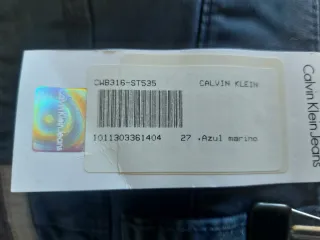 CWB316-ST535 CALVIN KLEIN
1011303361404 27 .Azul marino
Calvin Klein Jeans